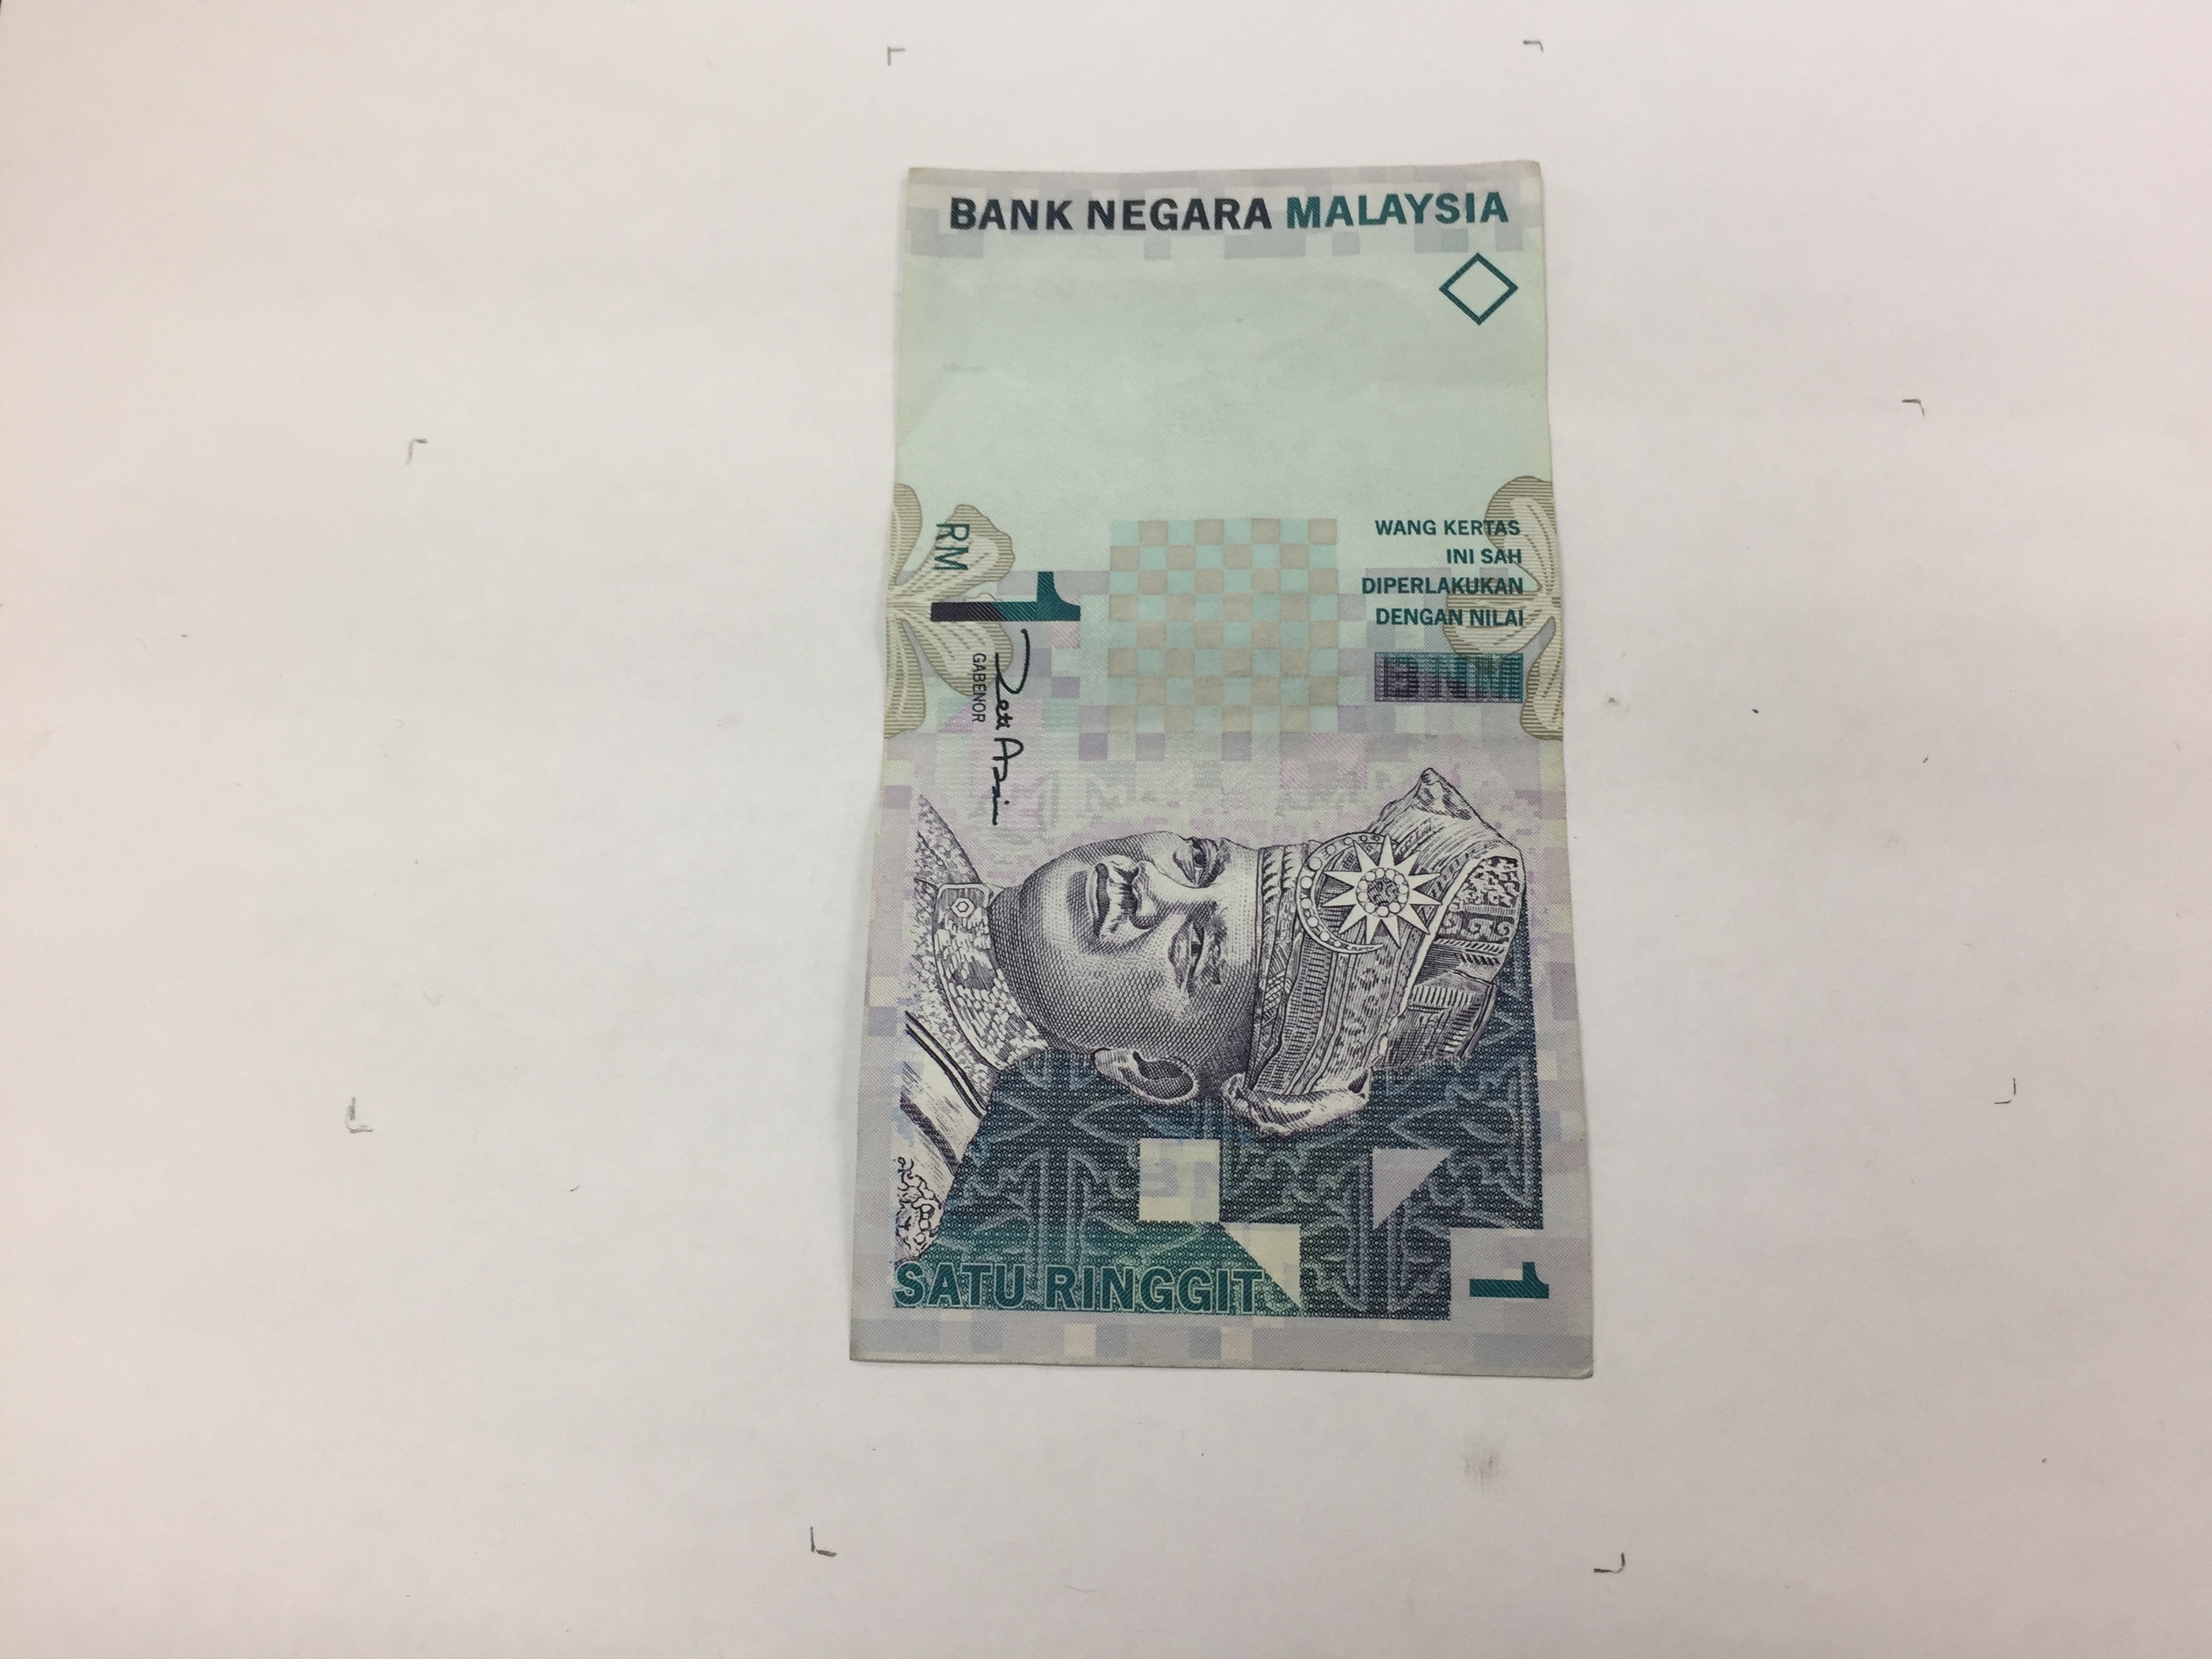 BANK NEGARA MALAYSIA
WANG KERTAS
INI SAH
DIPERLAKUKAN
DENGAN NILAI
BNM
RM
1
GABENOR
Zeti Aziz
SATU RINGGIT
1